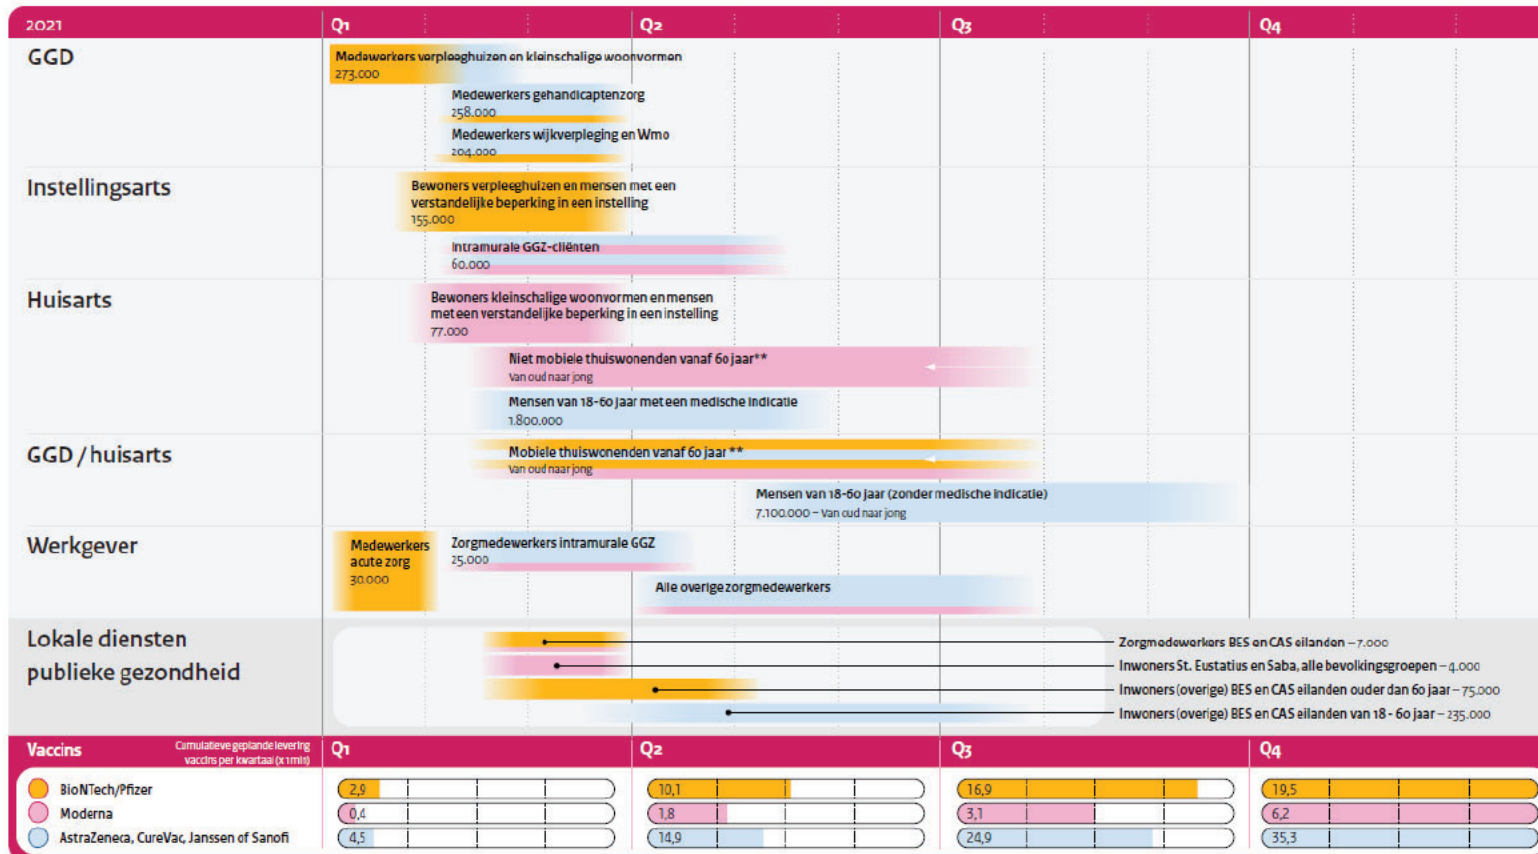 2021 Q1 Q2 Q3 Q4
GGD
Medewerkers verpleeghuizen en kleinschalige woonvormen
273.000
Medewerkers gehandicaptenzorg
258.000
Medewerkers wijkverpleging en Wmo
204.000
Instellingsarts
Bewoners verpleeghuizen en mensen met een
verstandelijke beperking in een instelling
155.000
Intramurale GGZ-cliënten
60.000
Huisarts
Bewoners kleinschalige woonvormen en mensen
met een verstandelijke beperking in een instelling
77.000
Niet mobiele thuiswonenden vanaf 60 jaar**
Van oud naar jong
Mensen van 18-60 jaar met een medische indicatie
1.800.000
GGD / huisarts
Mobiele thuiswonenden vanaf 60 jaar **
Van oud naar jong
Mensen van 18-60 jaar (zonder medische indicatie)
7.100.000 – Van oud naar jong
Werkgever
Medewerkers
acute zorg
30.000
Zorgmedewerkers intramurale GGZ
25.000
Alle overige zorgmedewerkers
Lokale diensten
publieke gezondheid
Zorgmedewerkers BES en CAS eilanden – 7.000
Inwoners St. Eustatius en Saba, alle bevolkingsgroepen – 4.000
Inwoners (overige) BES en CAS eilanden ouder dan 60 jaar – 75.000
Inwoners (overige) BES en CAS eilanden van 18 - 60 jaar – 235.000
Vaccins
Cumulatieve geplande levering
vaccins per kwartaal (x 1 mln)
Q1 Q2 Q3 Q4
BioNTech/Pfizer 2,9 10,1 16,9 19,5
Moderna 0,4 1,8 3,1 6,2
AstraZeneca, CureVac, Janssen of Sanofi 4,5 14,9 24,9 35,3